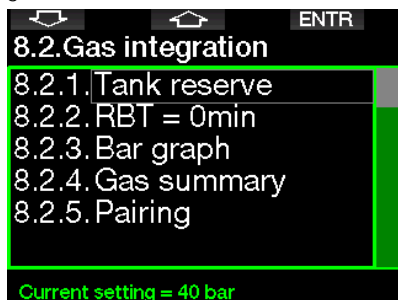 ENTR
8.2.Gas integration
8.2.1.Tank reserve
8.2.2.RBT = 0min
8.2.3.Bar graph
8.2.4.Gas summary
8.2.5.Pairing
Current setting = 40 bar